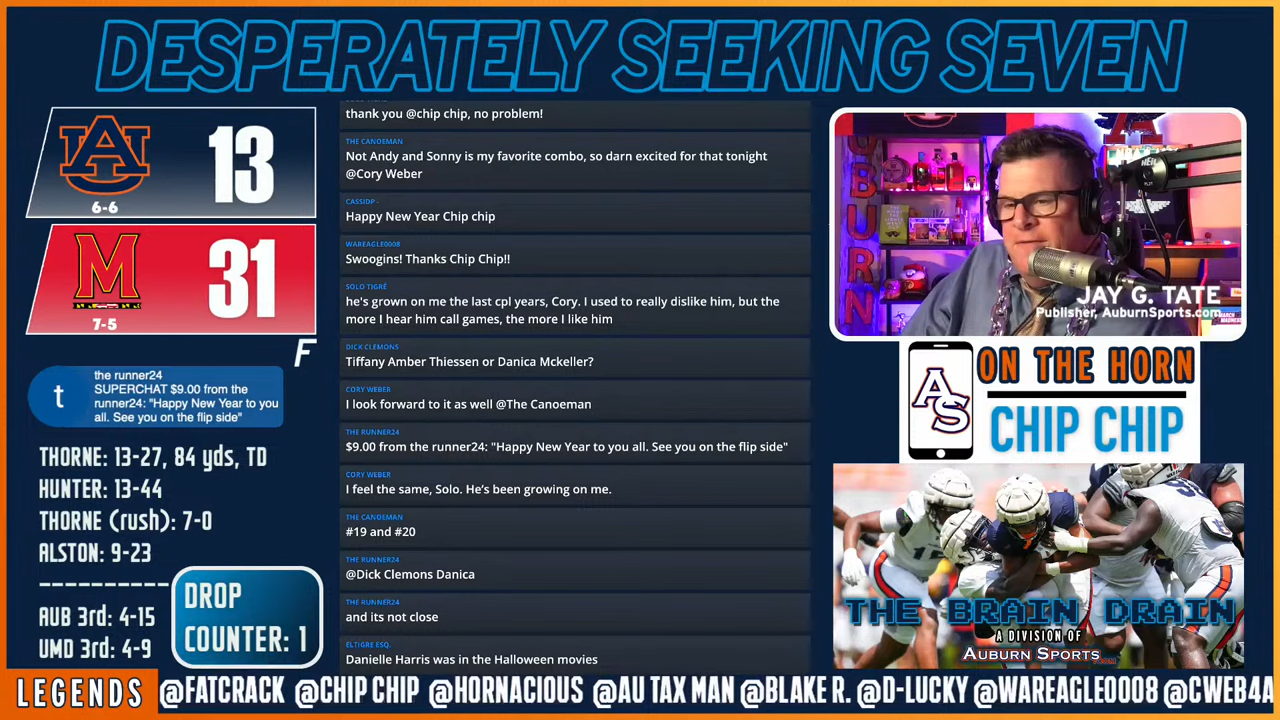 DESPERATELY SEEKING SEVEN
13
6-6
31
7-5
F
t
the runner24
SUPERCHAT $9.00 from the
runner24: "Happy New Year to you
all. See you on the flip side"
THORNE: 13-27, 84 yds, TD
HUNTER: 13-44
THORNE (rush): 7-0
ALSTON: 9-23
AUB 3rd: 4-15
UMD 3rd: 4-9
DROP
COUNTER: 1
thank you @chip chip, no problem!
THE CANOEMAN
Not Andy and Sonny is my favorite combo, so darn excited for that tonight
@Cory Weber
CASSIDP-
Happy New Year Chip chip
WAREAGLE0008
Swoogins! Thanks Chip Chip!!
SOLO TIGRÉ
he's grown on me the last cpl years, Cory. I used to really dislike him, but the
more I hear him call games, the more I like him
DICK CLEMONS
Tiffany Amber Thiessen or Danica Mckeller?
CORY WEBER
I look forward to it as well @The Canoeman
THE RUNNER24
$9.00 from the runner24: "Happy New Year to you all. See you on the flip side"
CORY WEBER
I feel the same, Solo. He's been growing on me.
THE CANOEMAN
#19 and #20
THE RUNNER24
@Dick Clemons Danica
THE RUNNER24
and its not close
ELTIGRE ESQ.
Danielle Harris was in the Halloween movies
JAY G. TATE
Publisher, AuburnSports.com
AS
ON THE HORN
CHIP CHIP
THE BRAIN DRAIN
A DIVISION OF
AUBURN SPORTS
LEGENDS @FATCRACK @CHIP CHIP @HORNACIOUS @AU TAX MAN @BLAKE R. @D-LUCKY @WAREAGLE0008 @CWEB4A